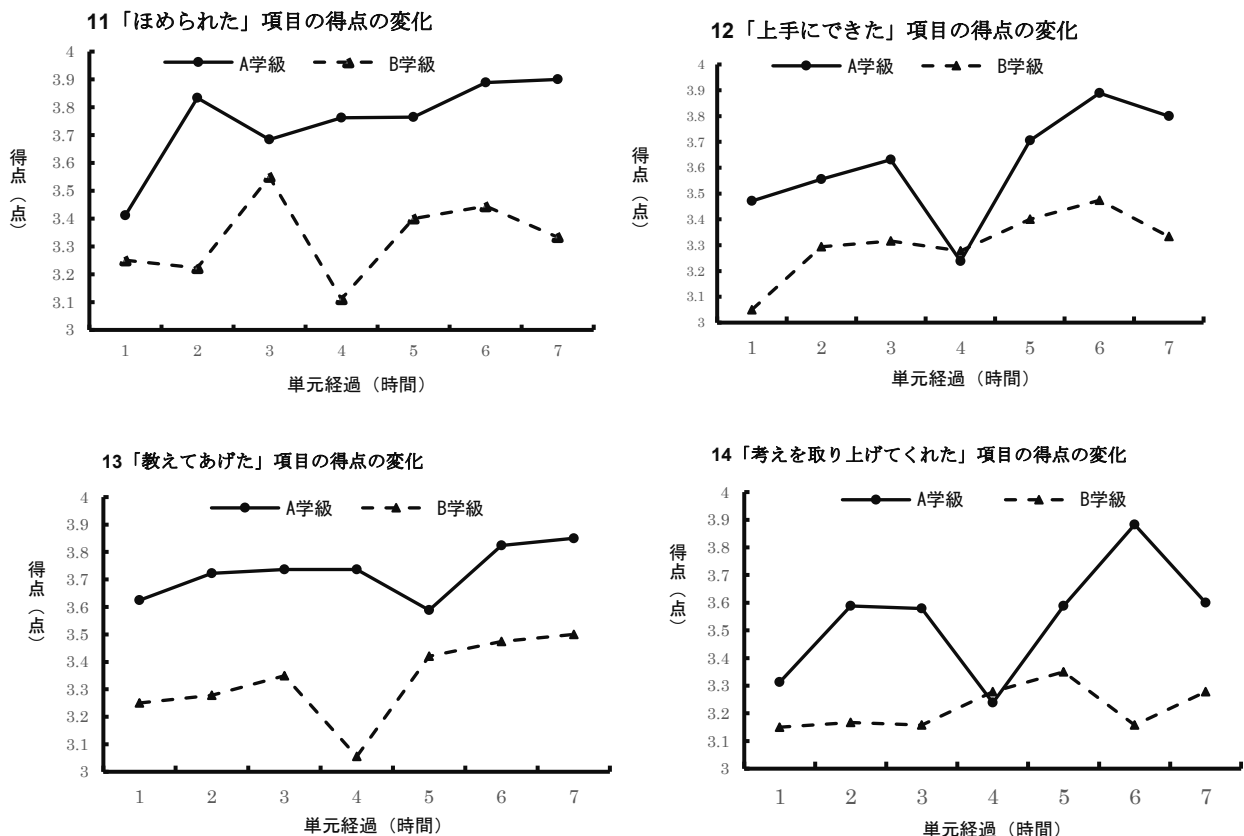 11「ほめられた」項目の得点の変化
A学級 B学級
得点（点）
4
3.9
3.8
3.7
3.6
3.5
3.4
3.3
3.2
3.1
3
1 2 3 4 5 6 7
単元経過（時間）
12「上手にできた」項目の得点の変化
A学級 B学級
得点（点）
4
3.9
3.8
3.7
3.6
3.5
3.4
3.3
3.2
3.1
3
1 2 3 4 5 6 7
単元経過（時間）
13「教えてあげた」項目の得点の変化
A学級 B学級
得点（点）
4
3.9
3.8
3.7
3.6
3.5
3.4
3.3
3.2
3.1
3
1 2 3 4 5 6 7
単元経過（時間）
14「考えを取り上げてくれた」項目の得点の変化
A学級 B学級
得点（点）
4
3.9
3.8
3.7
3.6
3.5
3.4
3.3
3.2
3.1
3
1 2 3 4 5 6 7
単元経過（時間）